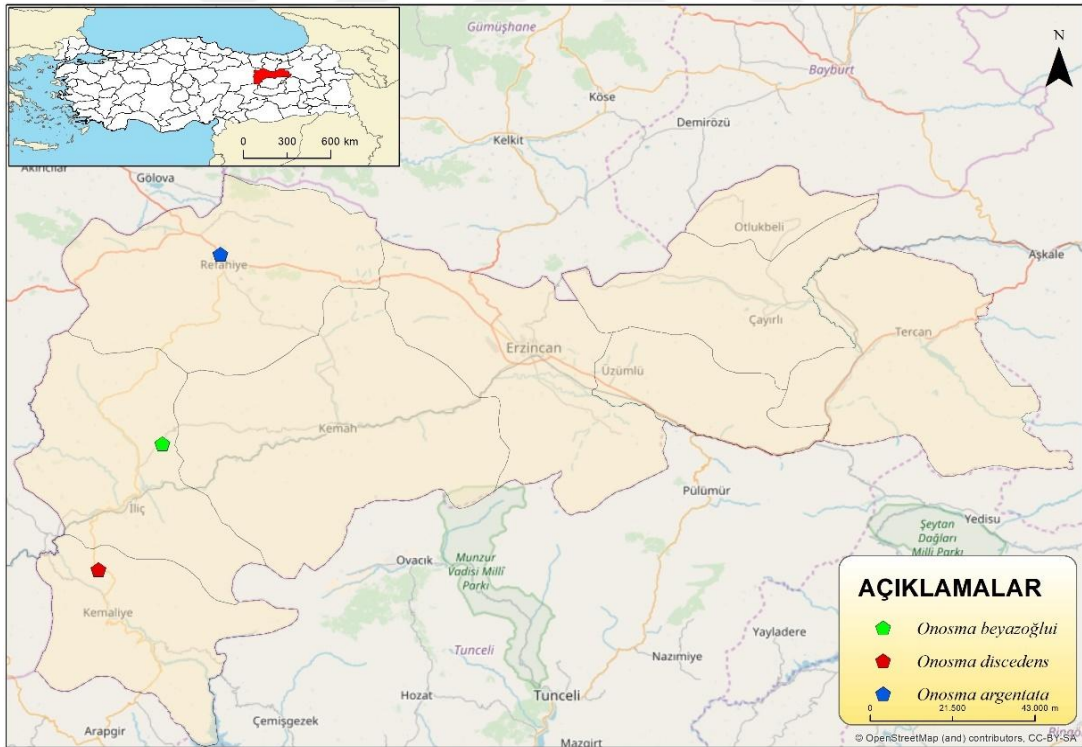 Gümüşhane
N
Bayburt
Köse
Demirözü
Kelkit
0 300 600 km
Akıncılar
Gölova
Otlukbeli
Refahiye
Aşkale
Çayırlı
Tercan
Erzincan
Üzümlü
Kemah
Pülümür
İliç
Şeytan
Dağları
Milli Parkı
Yedisu
Ovacık
Munzur
Vadisi Millî
Parkı
AÇIKLAMALAR
Kemaliye
Onosma beyazoğlui
Yayladere
Tunceli
Nazımiye
Onosma discedens
Hozat
Tunceli
Onosma argentata
Çemişgezek
0 21.500 43.000 m
Arapgir
Mazgirt
© OpenStreetMap (and) contributors, CC-BY-SA